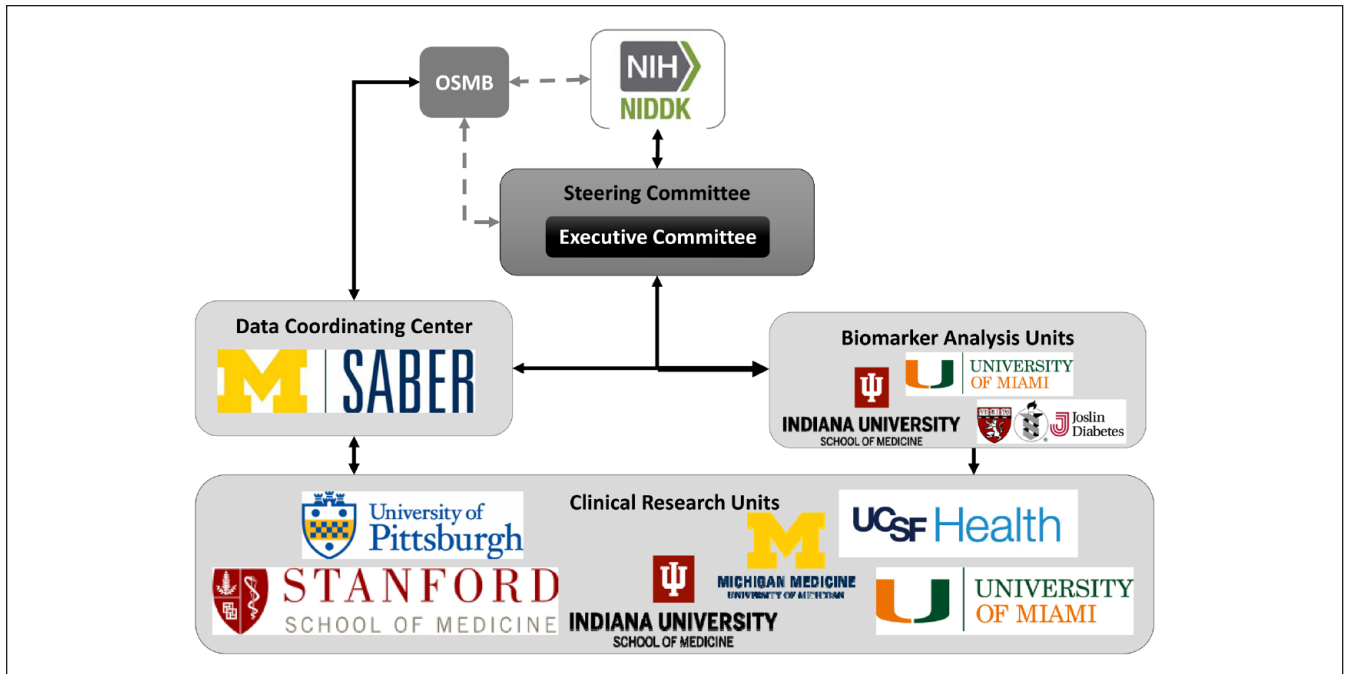 OSMB
NIH
NIDDK
Steering Committee
Executive Committee
Data Coordinating Center
M SABER
Biomarker Analysis Units
U UNIVERSITY
OF MIAMI
INDIANA UNIVERSITY
SCHOOL OF MEDICINE
Joslin
Diabetes
Clinical Research Units
University of
Pittsburgh
STANFORD
SCHOOL OF MEDICINE
INDIANA UNIVERSITY
SCHOOL OF MEDICINE
M
MICHIGAN MEDICINE
UNIVERSITY OF MICHIGAN
UCSF Health
U UNIVERSITY
OF MIAMI